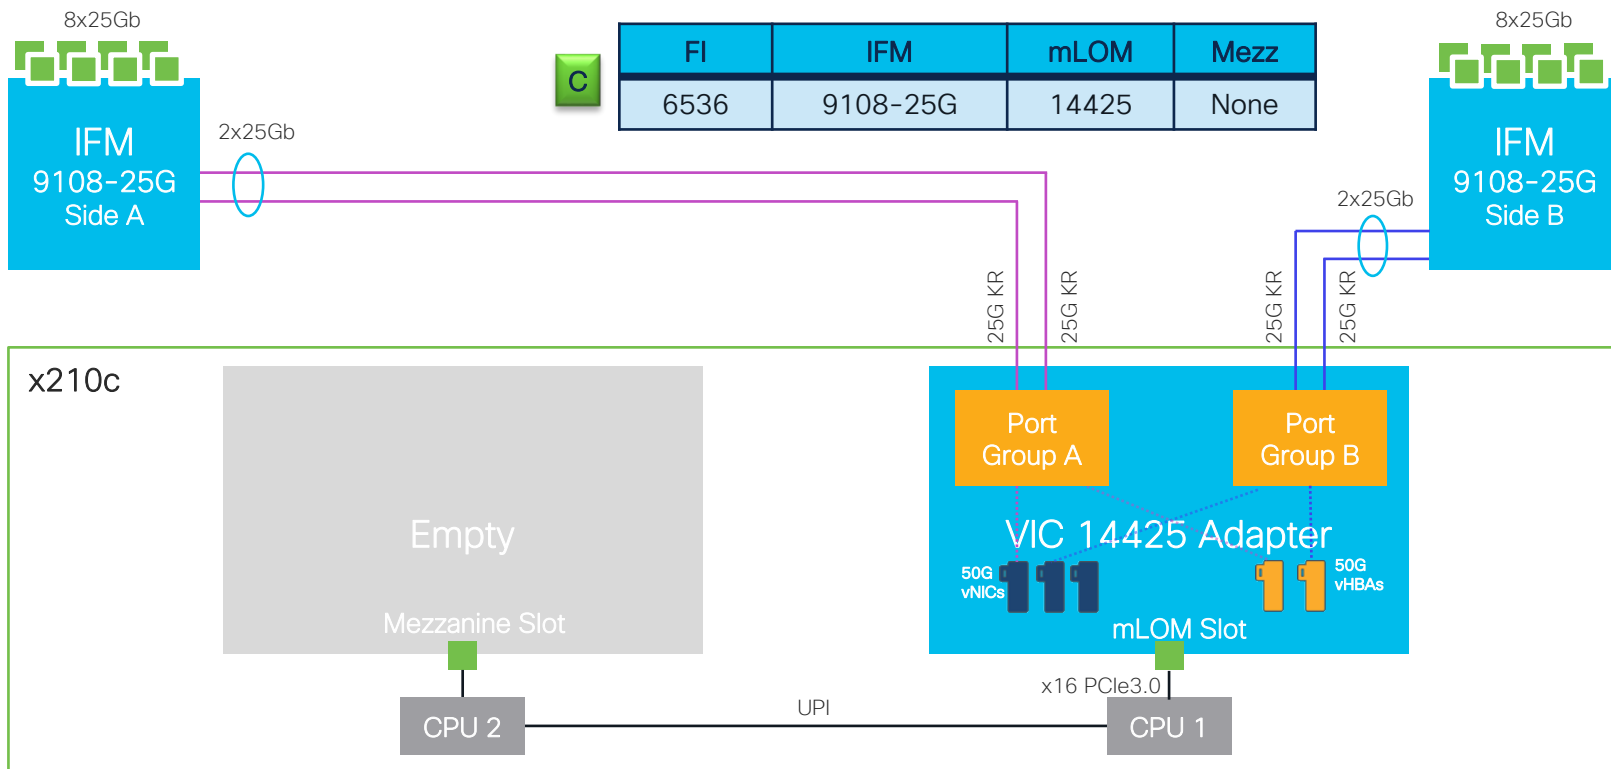 8x25Gb
8x25Gb
C
FI IFM mLOM Mezz
6536 9108-25G 14425 None
IFM
9108-25G
Side A
2x25Gb
IFM
9108-25G
Side B
2x25Gb
25G KR
25G KR
25G KR
25G KR
x210c
Empty
Mezzanine Slot
Port
Group A
Port
Group B
VIC 14425 Adapter
50G
vNICs
50G
vHBAs
mLOM Slot
x16 PCIe3.0
CPU 2
UPI
CPU 1